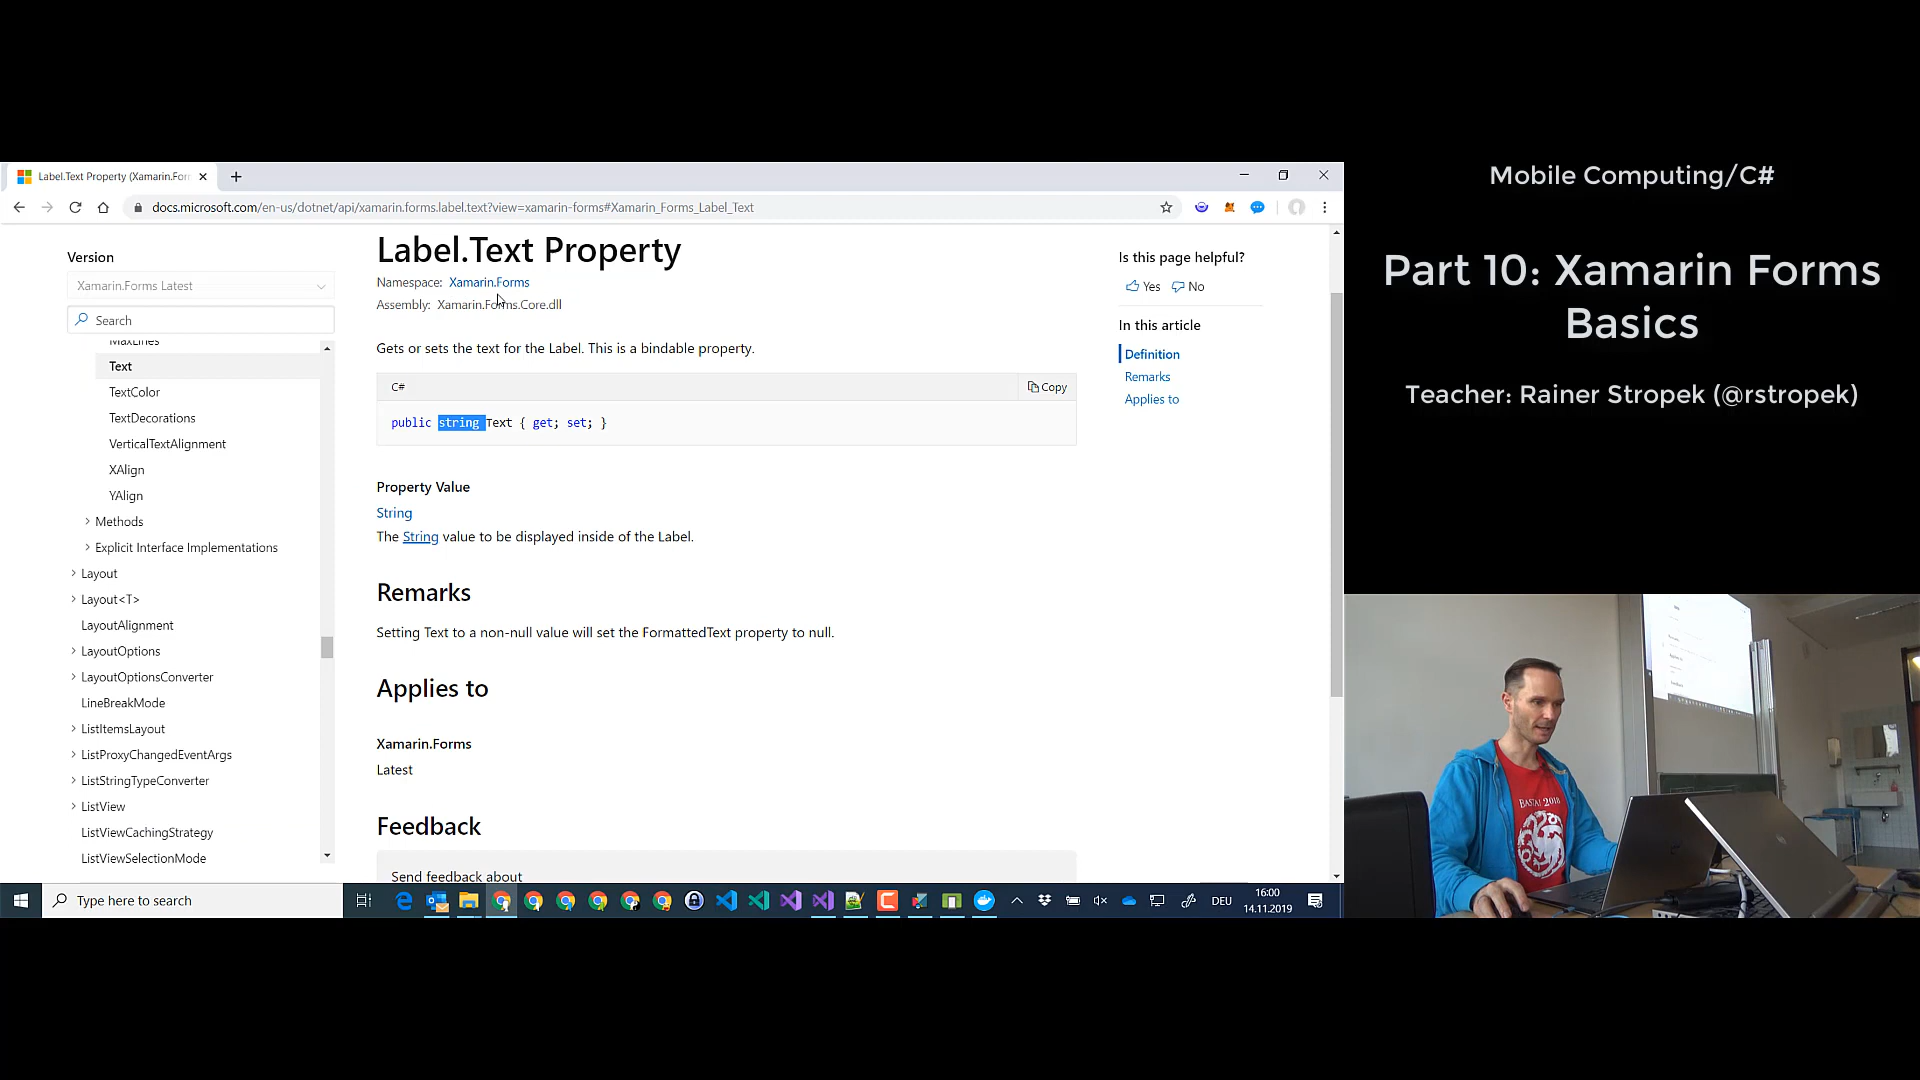 Label.Text Property (Xamarin.For
docs.microsoft.com/en-us/dotnet/api/xamarin.forms.label.text?view=xamarin-forms#Xamarin_Forms_Label_Text
Version
Xamarin.Forms Latest
Search
MaxLines
Text
TextColor
TextDecorations
VerticalTextAlignment
XAlign
YAlign
Methods
Explicit Interface Implementations
Layout
Layout<T>
LayoutAlignment
LayoutOptions
LayoutOptionsConverter
LineBreakMode
ListItemsLayout
ListProxyChangedEventArgs
ListStringTypeConverter
ListView
ListViewCachingStrategy
ListViewSelectionMode
Label.Text Property
Namespace: Xamarin.Forms
Assembly: Xamarin.Forms.Core.dll
Gets or sets the text for the Label. This is a bindable property.
C#
Copy
public string Text { get; set; }
Property Value
String
The String value to be displayed inside of the Label.
Remarks
Setting Text to a non-null value will set the FormattedText property to null.
Applies to
Xamarin.Forms
Latest
Feedback
Send feedback about
Is this page helpful?
Yes No
In this article
Definition
Remarks
Applies to
Type here to search
DEU
16:00
14.11.2019
Mobile Computing/C#
Part 10: Xamarin Forms
Basics
Teacher: Rainer Stropek (@rstropek)
BASTA! 2018